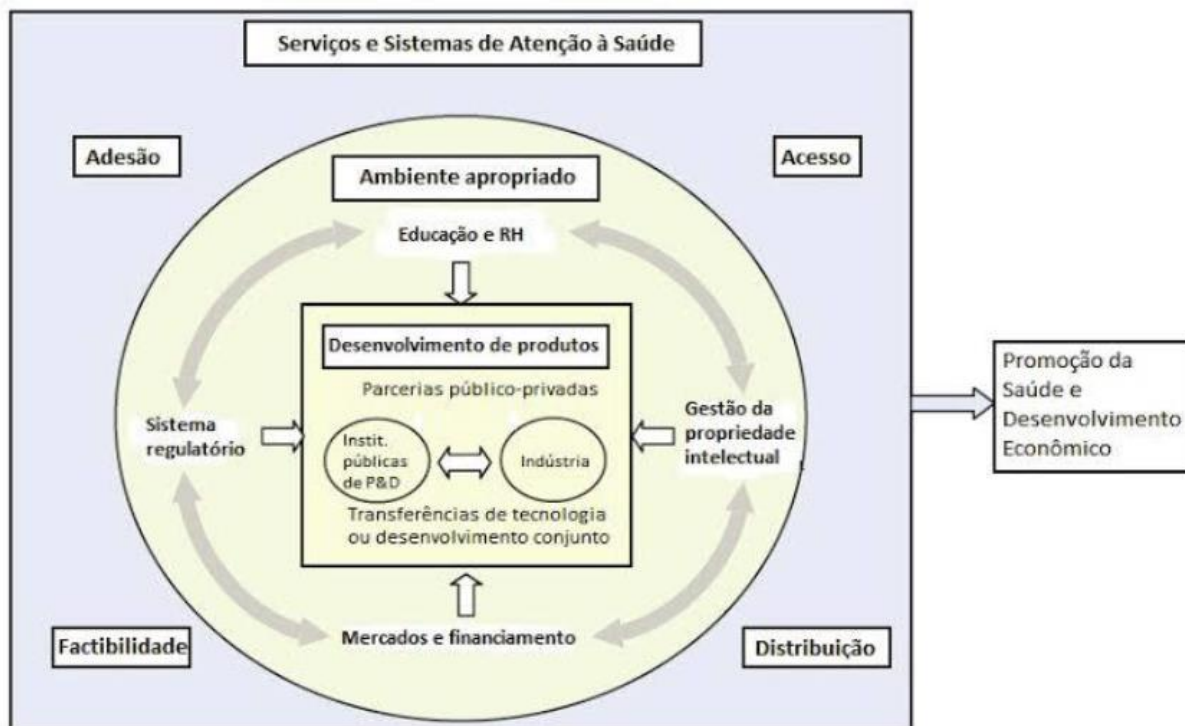 Serviços e Sistemas de Atenção à Saúde
Adesão
Acesso
Ambiente apropriado
Educação e RH
Desenvolvimento de produtos
Parcerias público-privadas
Sistema
regulatório
Instit.
públicas
de P&D
Indústria
Gestão da
propriedade
intelectual
Transferências de tecnologia
ou desenvolvimento conjunto
Mercados e financiamento
Factibilidade
Distribuição
Promoção da
Saúde e
Desenvolvimento
Econômico